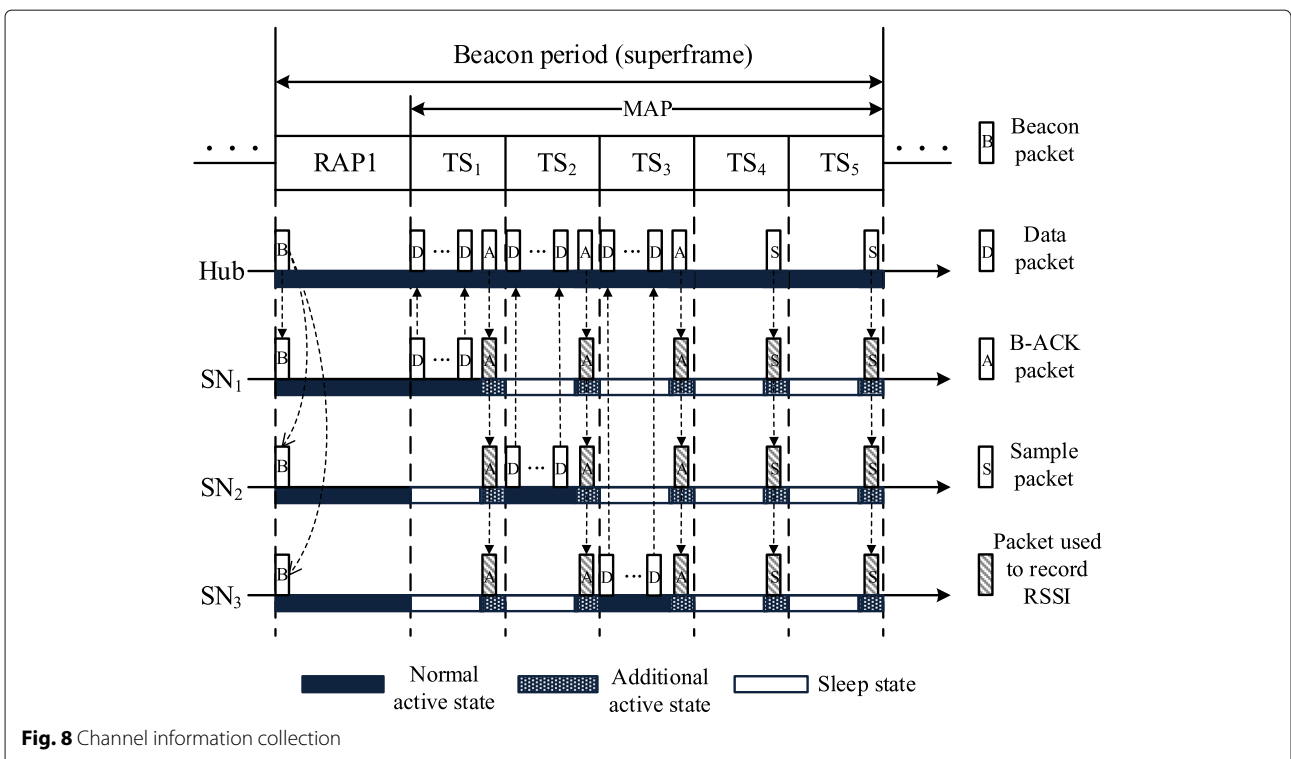 Beacon period (superframe)
MAP
· · · RAP1 TS₁ TS₂ TS₃ TS₄ TS₅ · · ·
B Beacon
packet
Hub B D ··· D A D ··· D A D ··· D A S S
D Data
packet
SN₁ B D ··· D A A A S S
A B-ACK
packet
SN₂ B A D ··· D A A S S
S Sample
packet
SN₃ B A A D ··· D A S S
Packet used
to record
RSSI
Normal
active state
Additional
active state
Sleep state
Fig. 8 Channel information collection